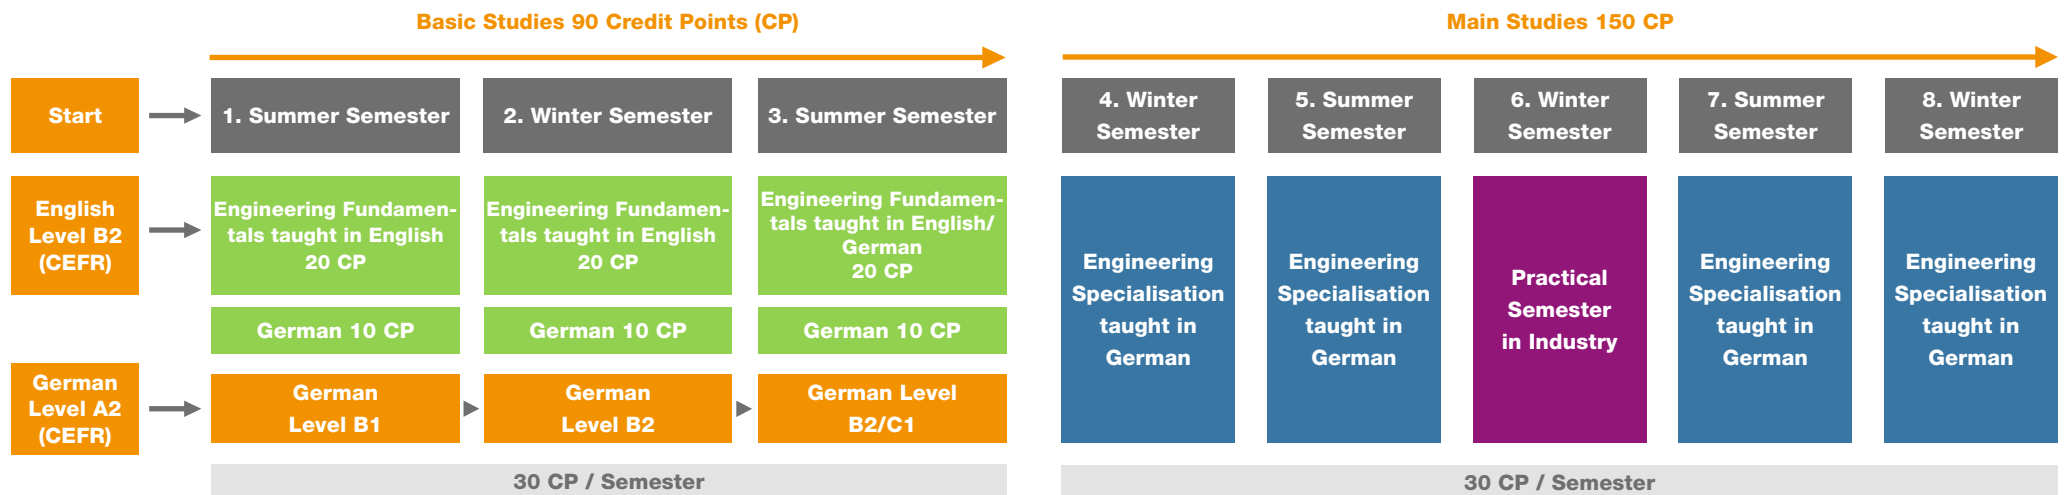 Basic Studies 90 Credit Points (CP)
Main Studies 150 CP
Start
1. Summer Semester
2. Winter Semester
3. Summer Semester
4. Winter
Semester
5. Summer
Semester
6. Winter
Semester
7. Summer
Semester
8. Winter
Semester
English
Level B2
(CEFR)
Engineering Fundamen-
tals taught in English
20 CP
Engineering Fundamen-
tals taught in English
20 CP
Engineering Fundamen-
tals taught in English/
German
20 CP
German 10 CP
German 10 CP
German 10 CP
German
Level A2
(CEFR)
German
Level B1
German
Level B2
German Level
B2/C1
Engineering
Specialisation
taught in
German
Engineering
Specialisation
taught in
German
Practical
Semester
in Industry
Engineering
Specialisation
taught in
German
Engineering
Specialisation
taught in
German
30 CP / Semester
30 CP / Semester